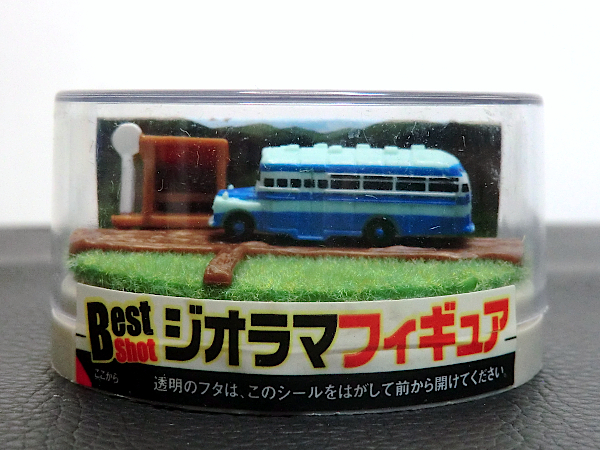 Best Shot ジオラマフィギュア
ここから
透明のフタは、このシールをはがして前から開けてください。